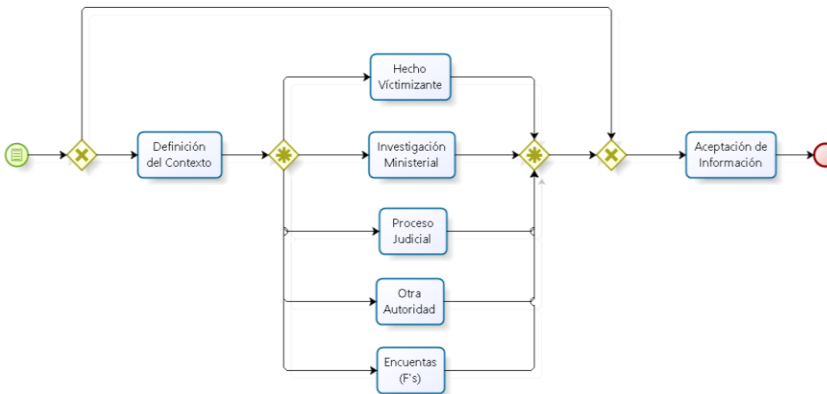 Hecho
Víctimizante
Definición
del Contexto
Investigación
Ministerial
Aceptación de
Información
Proceso
Judicial
Otra
Autoridad
Encuentas
(F's)